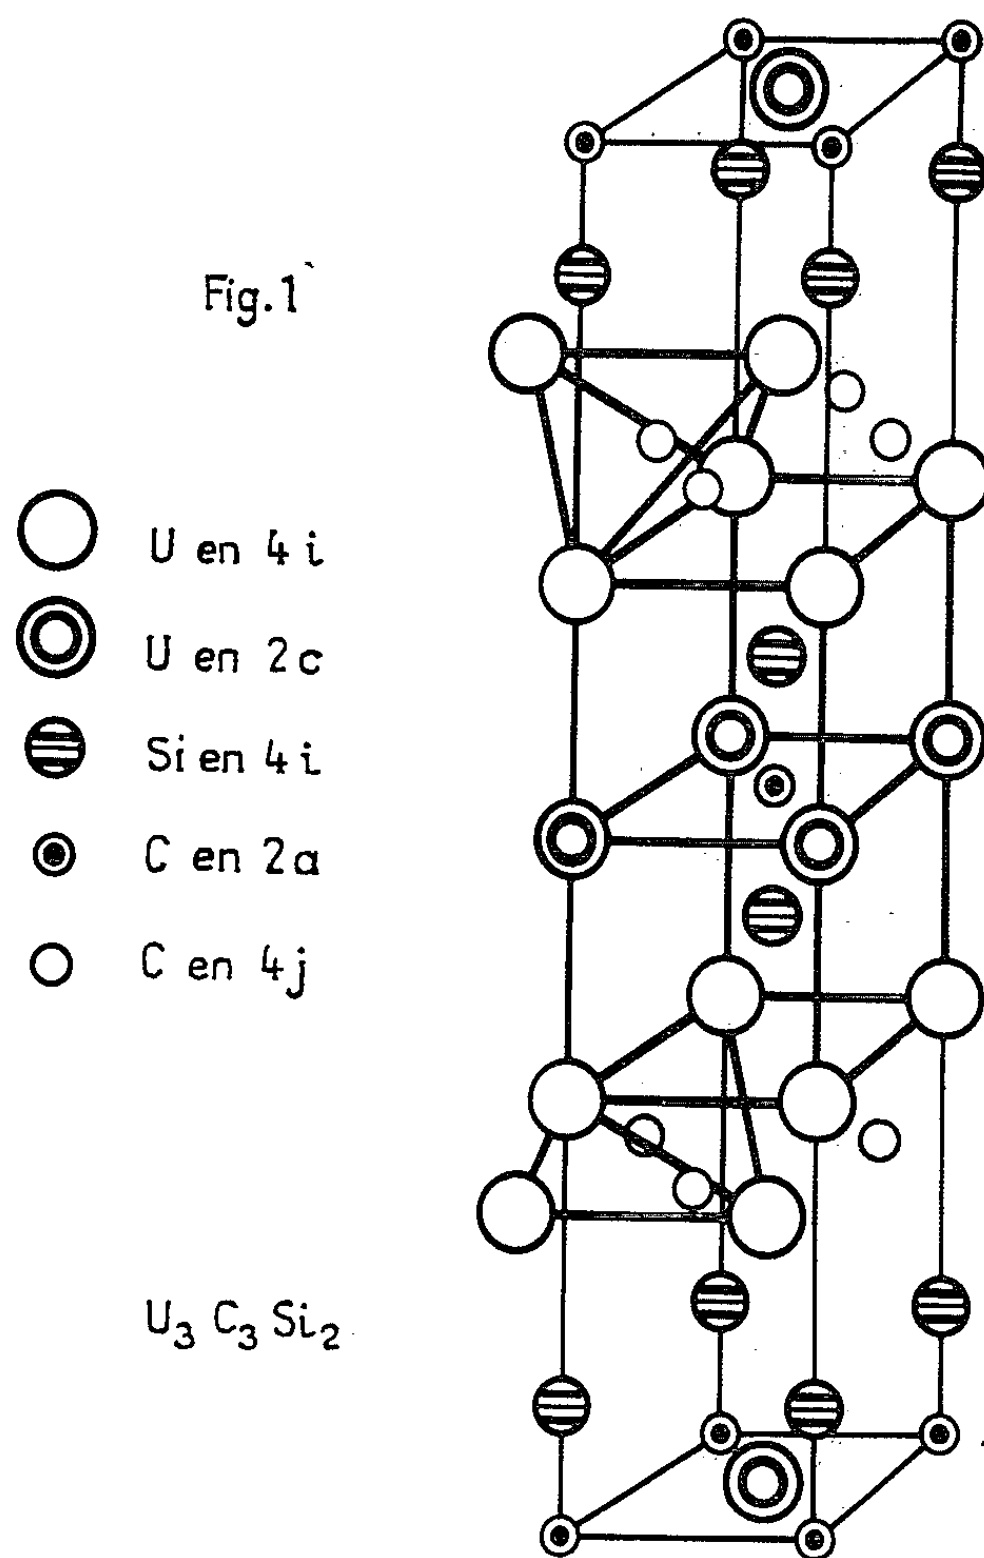 Fig.1
U en 4i
U en 2c
Si en 4i
C en 2a
C en 4j
U₃ C₃ Si₂